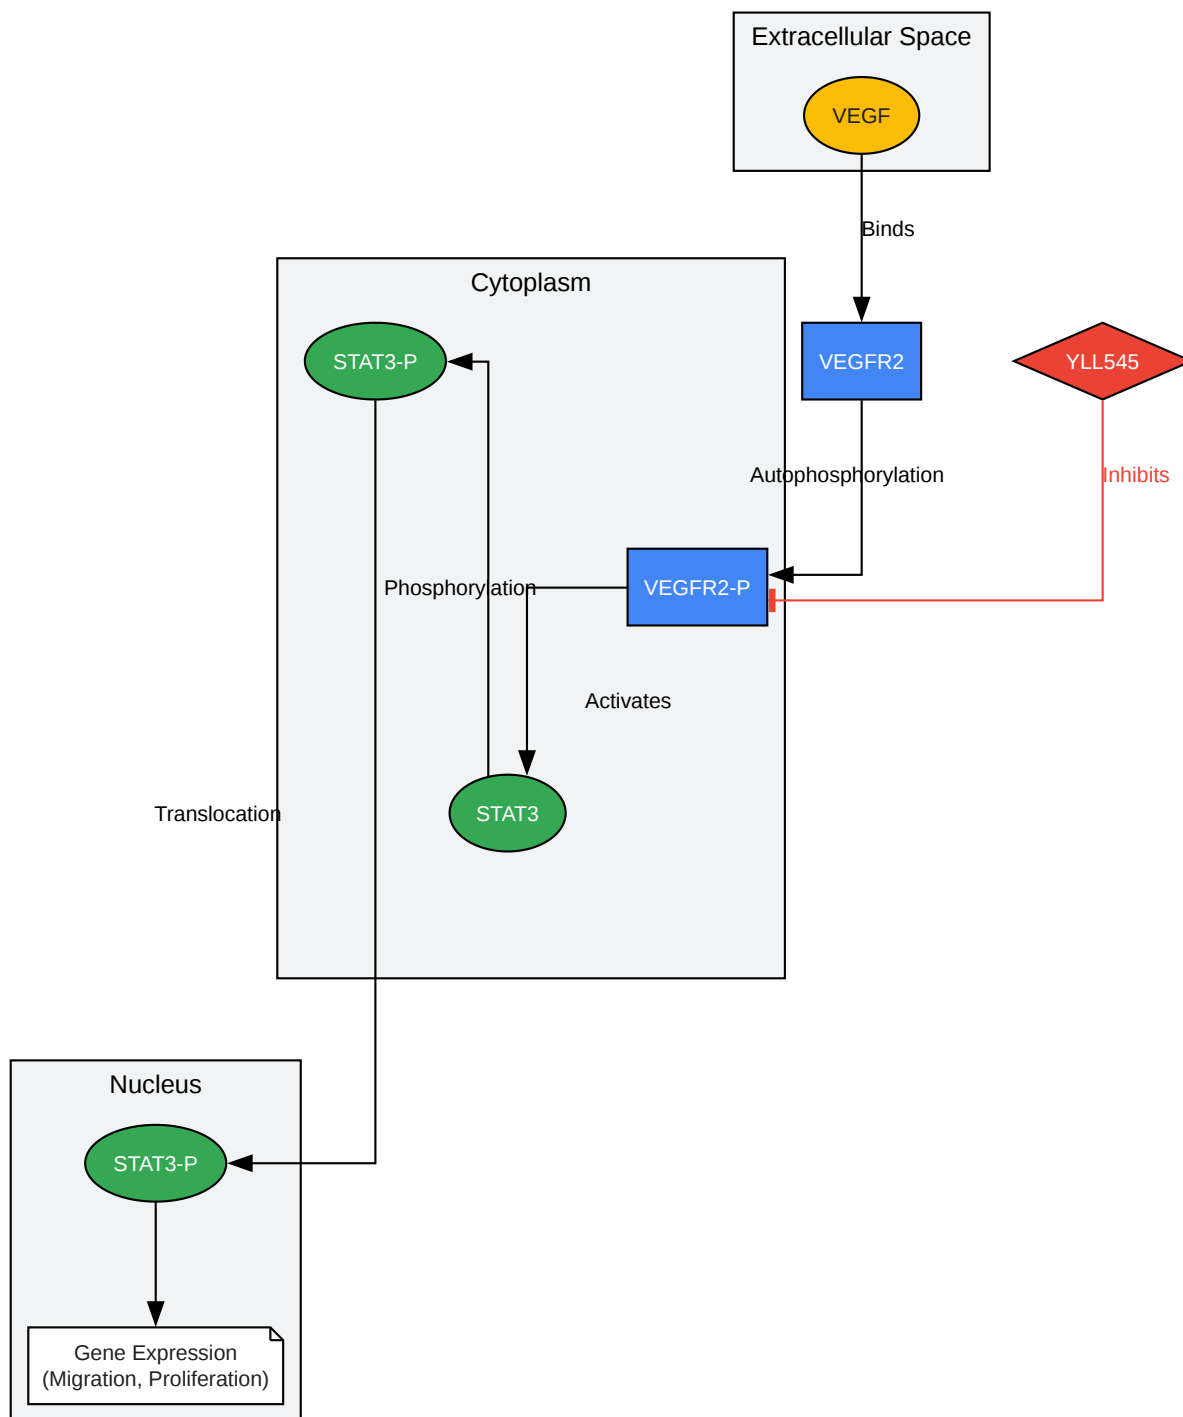 Extracellular Space
VEGF
Binds
Cytoplasm
STAT3-P
VEGFR2
YLL545
Autophosphorylation
Inhibits
Phosphorylation
VEGFR2-P
Activates
Translocation
STAT3
Nucleus
STAT3-P
Gene Expression
(Migration, Proliferation)